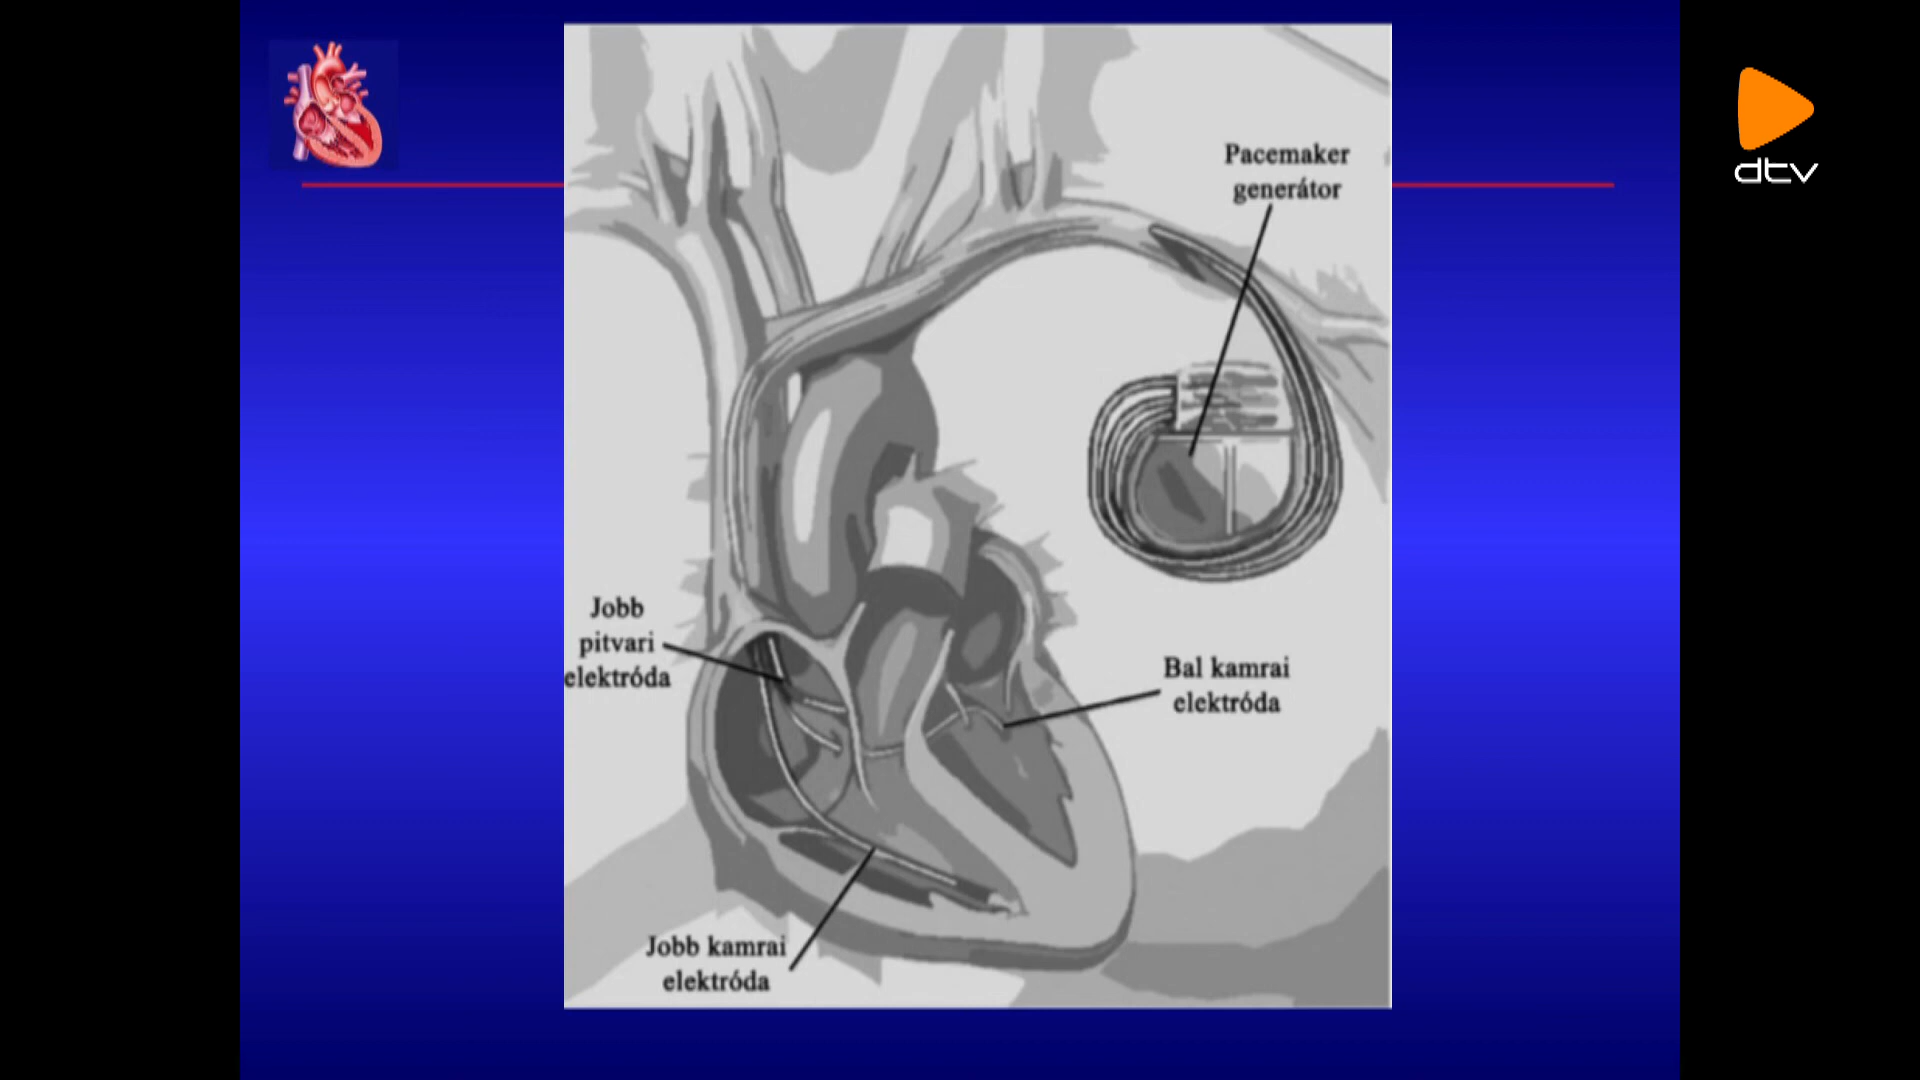 dtv
Pacemaker
generátor
Jobb
pitvari
elektróda
Bal kamrai
elektróda
Jobb kamrai
elektróda